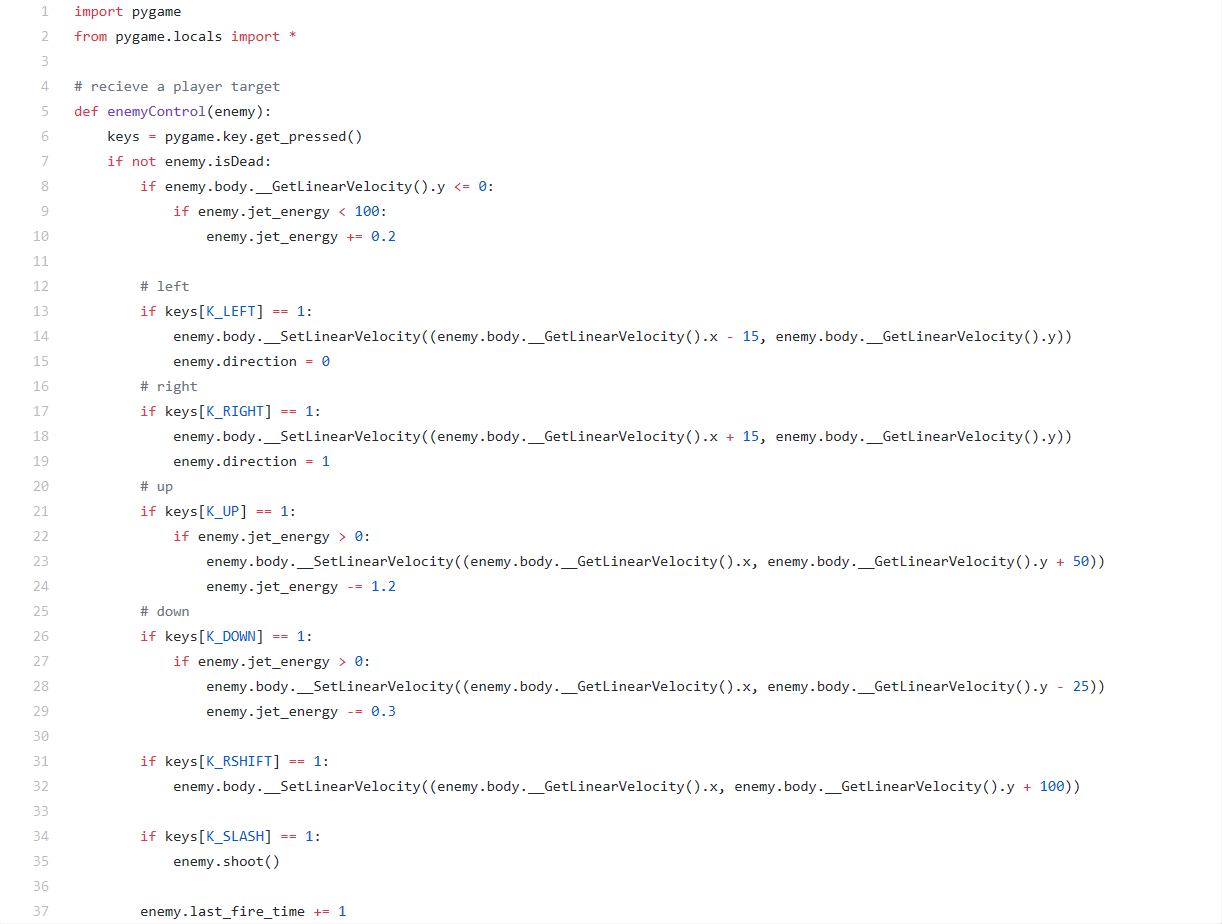 1 import pygame
2 from pygame.locals import *
3
4 # recieve a player target
5 def enemyControl(enemy):
6     keys = pygame.key.get_pressed()
7     if not enemy.isDead:
8         if enemy.body.__GetLinearVelocity().y <= 0:
9             if enemy.jet_energy < 100:
10                 enemy.jet_energy += 0.2
11
12         # left
13         if keys[K_LEFT] == 1:
14             enemy.body.__SetLinearVelocity((enemy.body.__GetLinearVelocity().x - 15, enemy.body.__GetLinearVelocity().y))
15             enemy.direction = 0
16         # right
17         if keys[K_RIGHT] == 1:
18             enemy.body.__SetLinearVelocity((enemy.body.__GetLinearVelocity().x + 15, enemy.body.__GetLinearVelocity().y))
19             enemy.direction = 1
20         # up
21         if keys[K_UP] == 1:
22             if enemy.jet_energy > 0:
23                 enemy.body.__SetLinearVelocity((enemy.body.__GetLinearVelocity().x, enemy.body.__GetLinearVelocity().y + 50))
24                 enemy.jet_energy -= 1.2
25         # down
26         if keys[K_DOWN] == 1:
27             if enemy.jet_energy > 0:
28                 enemy.body.__SetLinearVelocity((enemy.body.__GetLinearVelocity().x, enemy.body.__GetLinearVelocity().y - 25))
29                 enemy.jet_energy -= 0.3
30
31         if keys[K_RSHIFT] == 1:
32             enemy.body.__SetLinearVelocity((enemy.body.__GetLinearVelocity().x, enemy.body.__GetLinearVelocity().y + 100))
33
34         if keys[K_SLASH] == 1:
35             enemy.shoot()
36
37         enemy.last_fire_time += 1